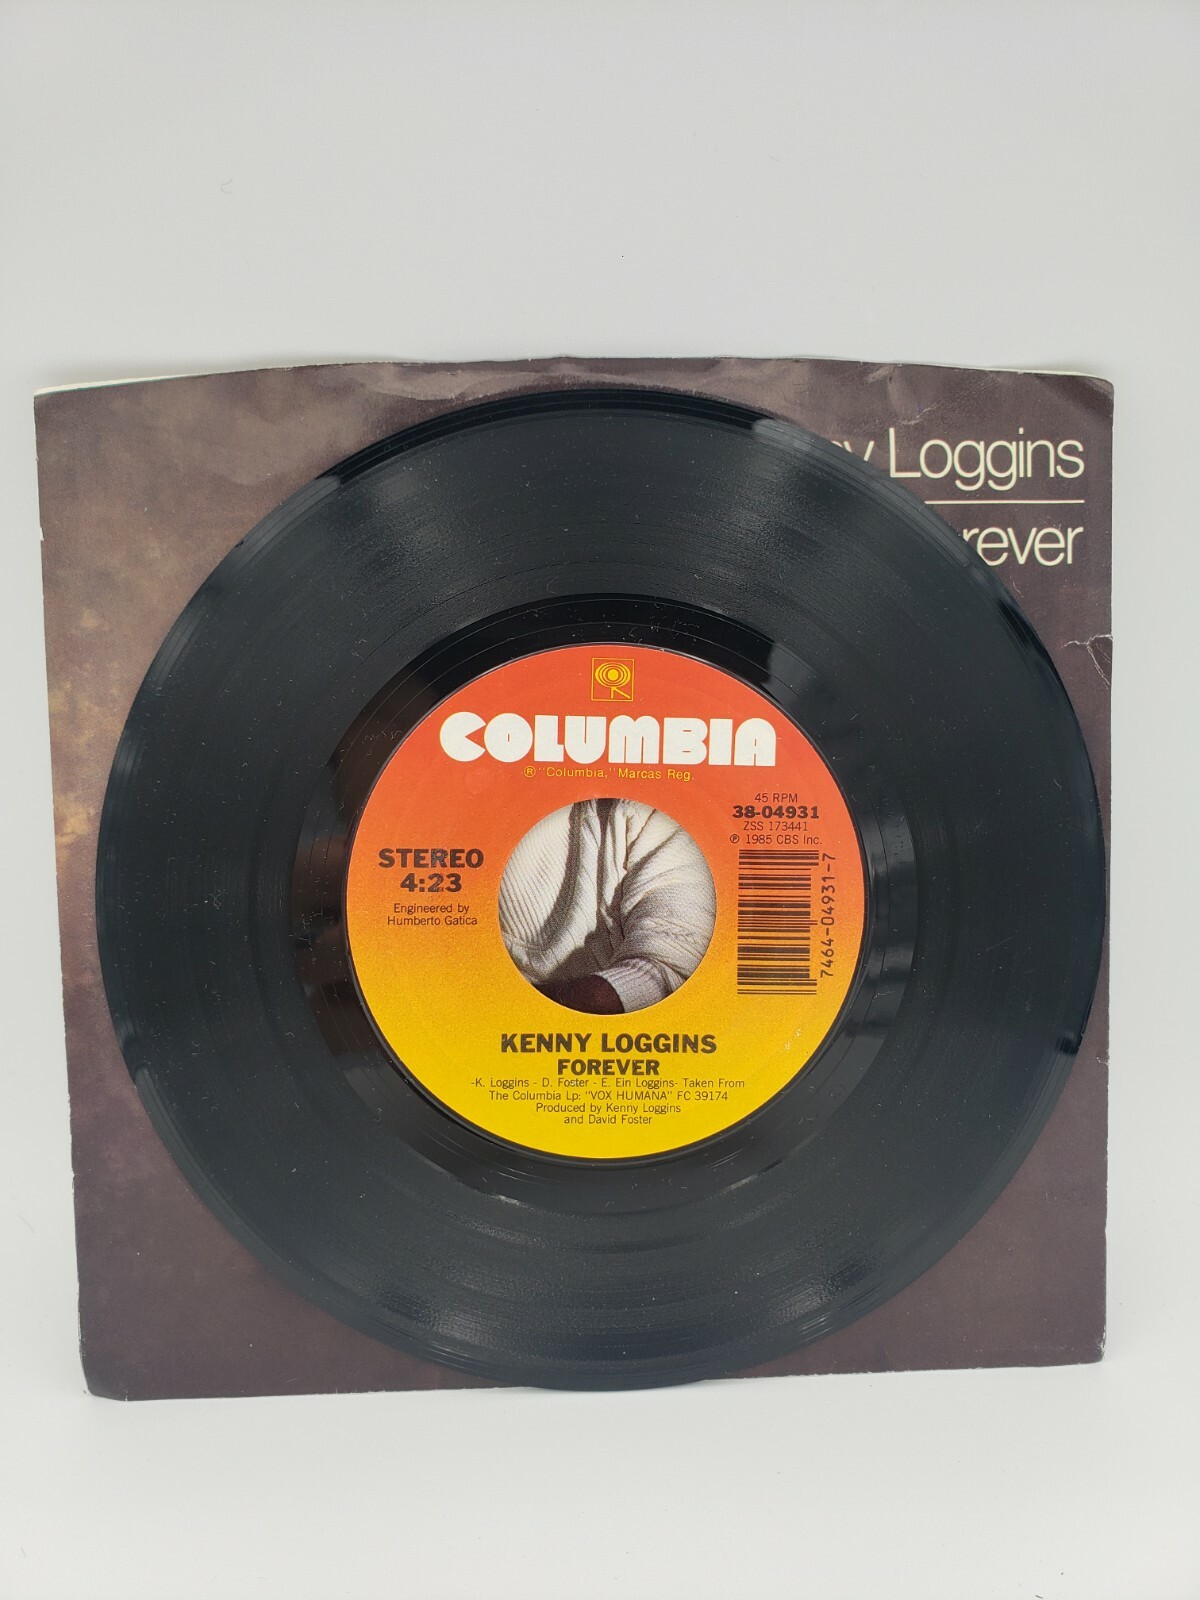 Loggins
COLUMBIA
® "Columbia," Marcas Reg.
45 RPM
38-04931
ZSS 173441
℗ 1985 CBS Inc.
STEREO
4:23
Engineered by
Humberto Gatica
7464-04931-7
KENNY LOGGINS
FOREVER
-K. Loggins - D. Foster - E. Ein Loggins- Taken From
The Columbia Lp: "VOX HUMANA" FC 39174
Produced by Kenny Loggins
and David Foster